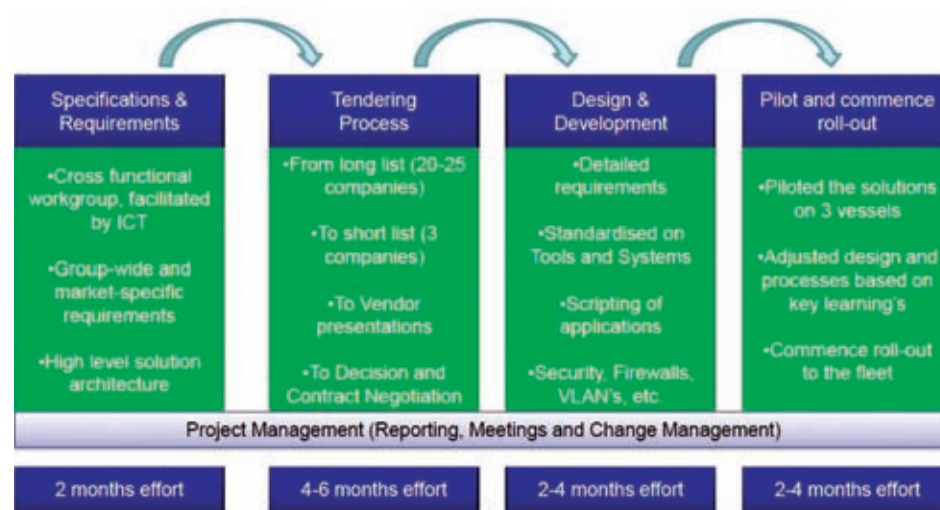 Specifications &
Requirements
•Cross functional
workgroup, facilitated
by ICT
•Group-wide and
market-specific
requirements
•High level solution
architecture
Tendering
Process
•From long list (20-25
companies)
•To short list (3
companies)
•To Vendor
presentations
•To Decision and
Contract Negotiation
Design &
Development
•Detailed
requirements
•Standardised on
Tools and Systems
•Scripting of
applications
•Security, Firewalls,
VLAN's, etc.
Pilot and commence
roll-out
•Piloted the solutions
on 3 vessels
•Adjusted design and
processes based on
key learning's
•Commence roll-out
to the fleet
Project Management (Reporting, Meetings and Change Management)
2 months effort
4-6 months effort
2-4 months effort
2-4 months effort